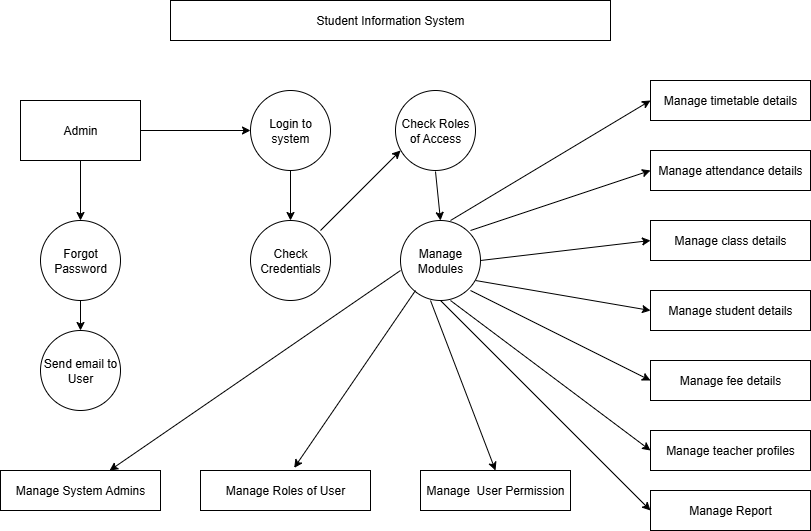 Student Information System
Admin
Login to
system
Check Roles
of Access
Manage timetable details
Manage attendance details
Forgot
Password
Check
Credentials
Manage
Modules
Manage class details
Manage student details
Send email to
User
Manage fee details
Manage teacher profiles
Manage System Admins
Manage Roles of User
Manage  User Permission
Manage Report